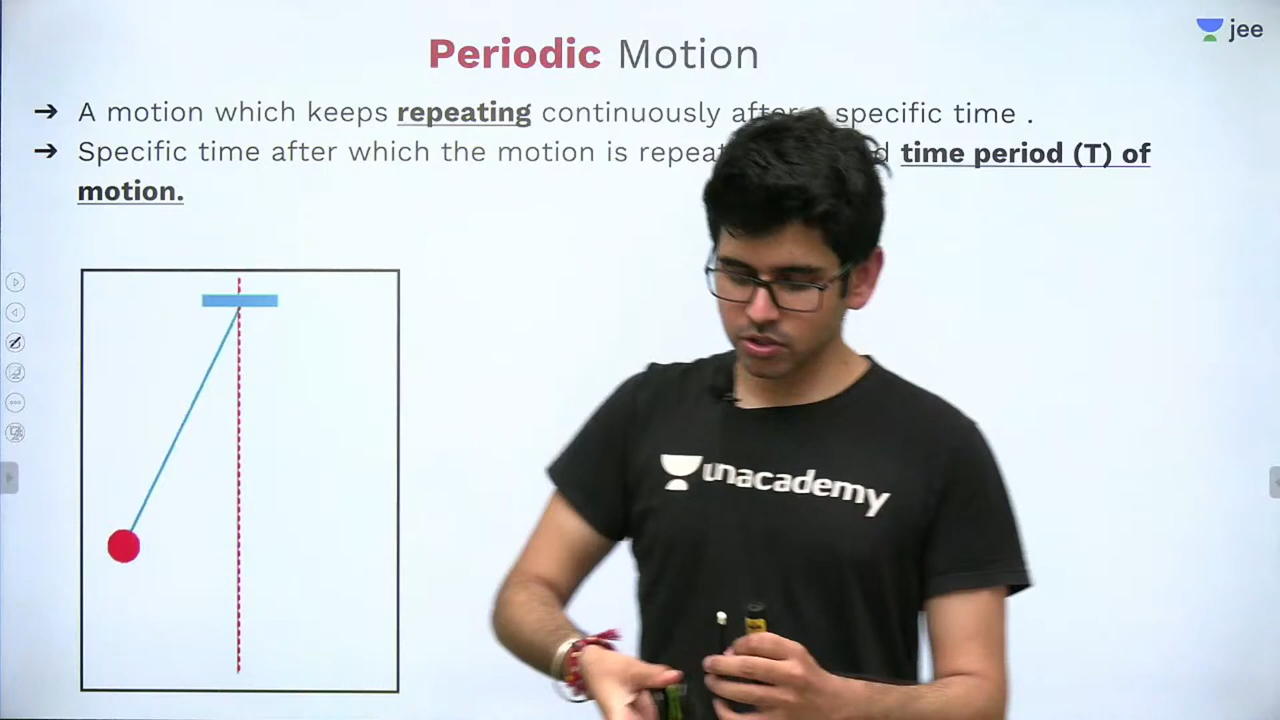 jee
Periodic Motion
→ A motion which keeps repeating continuously after a specific time .
→ Specific time after which the motion is time period (T) of
motion.
unacademy